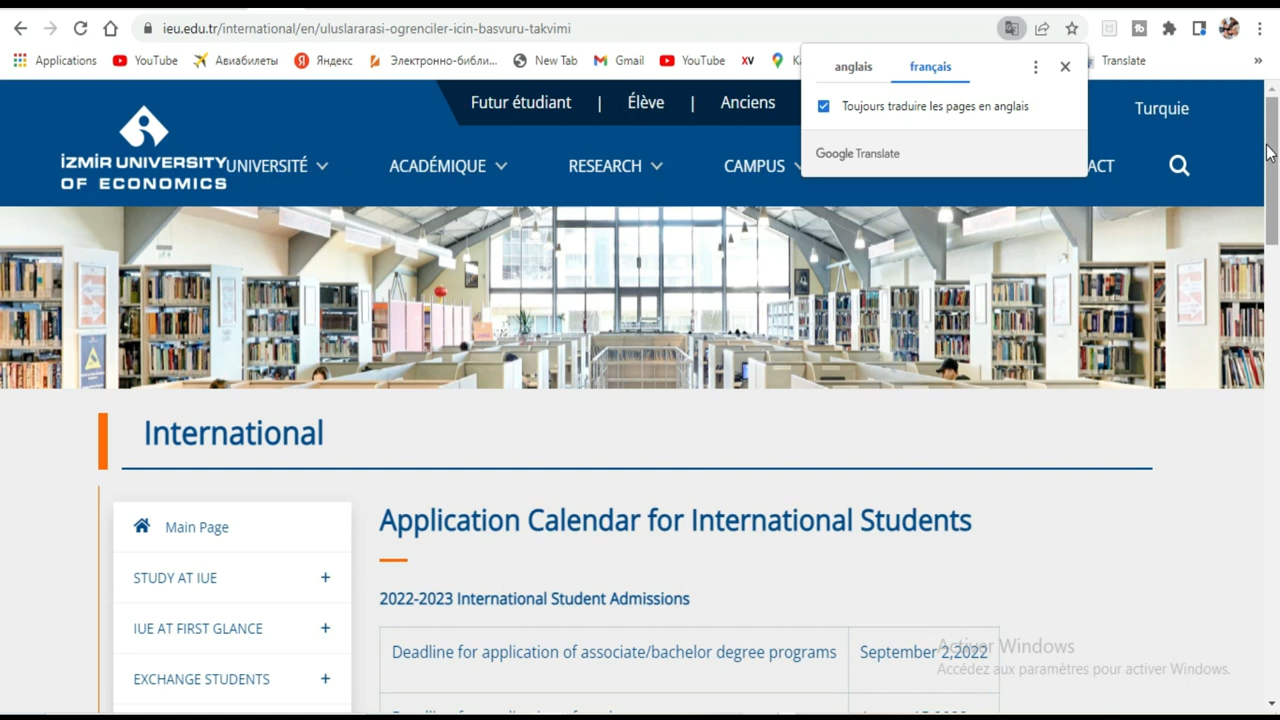 ieu.edu.tr/international/en/uluslararasi-ogrenciler-icin-basvuru-takvimi
Applications YouTube Авиабилеты Яндекс Электронно-библи... New Tab Gmail YouTube Translate »
anglais français
Toujours traduire les pages en anglais
Google Translate
Futur étudiant | Élève | Anciens
Turquie
İZMİR UNIVERSITY
OF ECONOMICS
UNIVERSITÉ ACADÉMIQUE RESEARCH CAMPUS ACT
International
Main Page
STUDY AT IUE +
IUE AT FIRST GLANCE +
EXCHANGE STUDENTS +
Application Calendar for International Students
2022-2023 International Student Admissions
Deadline for application of associate/bachelor degree programs September 2,2022
Activer Windows
Accédez aux paramètres pour activer Windows.